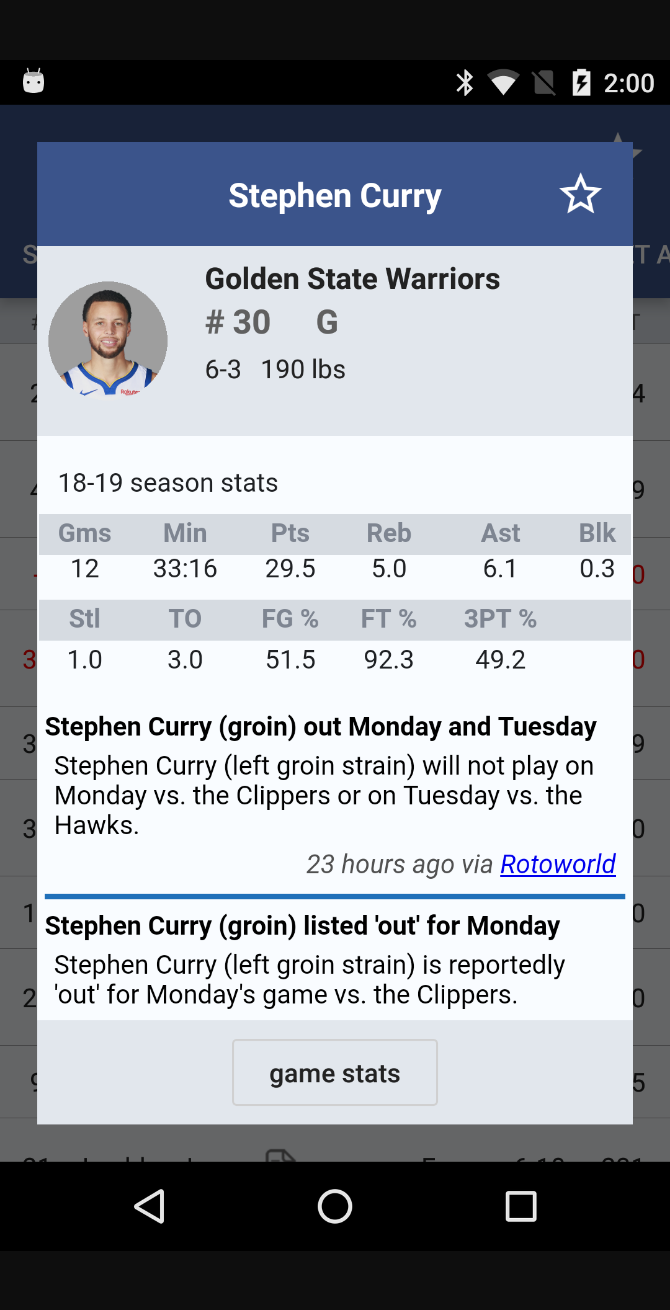 2:00
Stephen Curry
Golden State Warriors
# 30 G
6-3 190 lbs
18-19 season stats
Gms Min Pts Reb Ast Blk
12 33:16 29.5 5.0 6.1 0.3
Stl TO FG % FT % 3PT %
1.0 3.0 51.5 92.3 49.2
Stephen Curry (groin) out Monday and Tuesday
Stephen Curry (left groin strain) will not play on
Monday vs. the Clippers or on Tuesday vs. the
Hawks.
23 hours ago via Rotoworld
Stephen Curry (groin) listed 'out' for Monday
Stephen Curry (left groin strain) is reportedly
'out' for Monday's game vs. the Clippers.
game stats